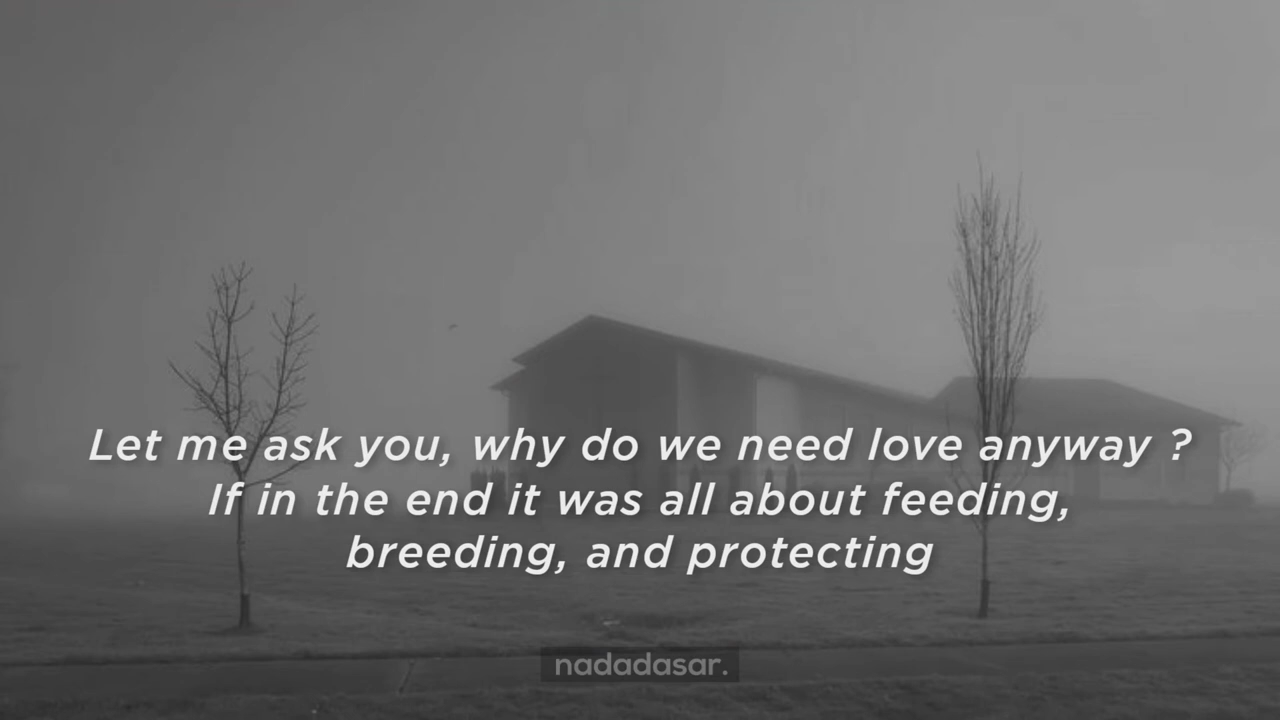 Let me ask you, why do we need love anyway ?
If in the end it was all about feeding,
breeding, and protecting
nadadasar.